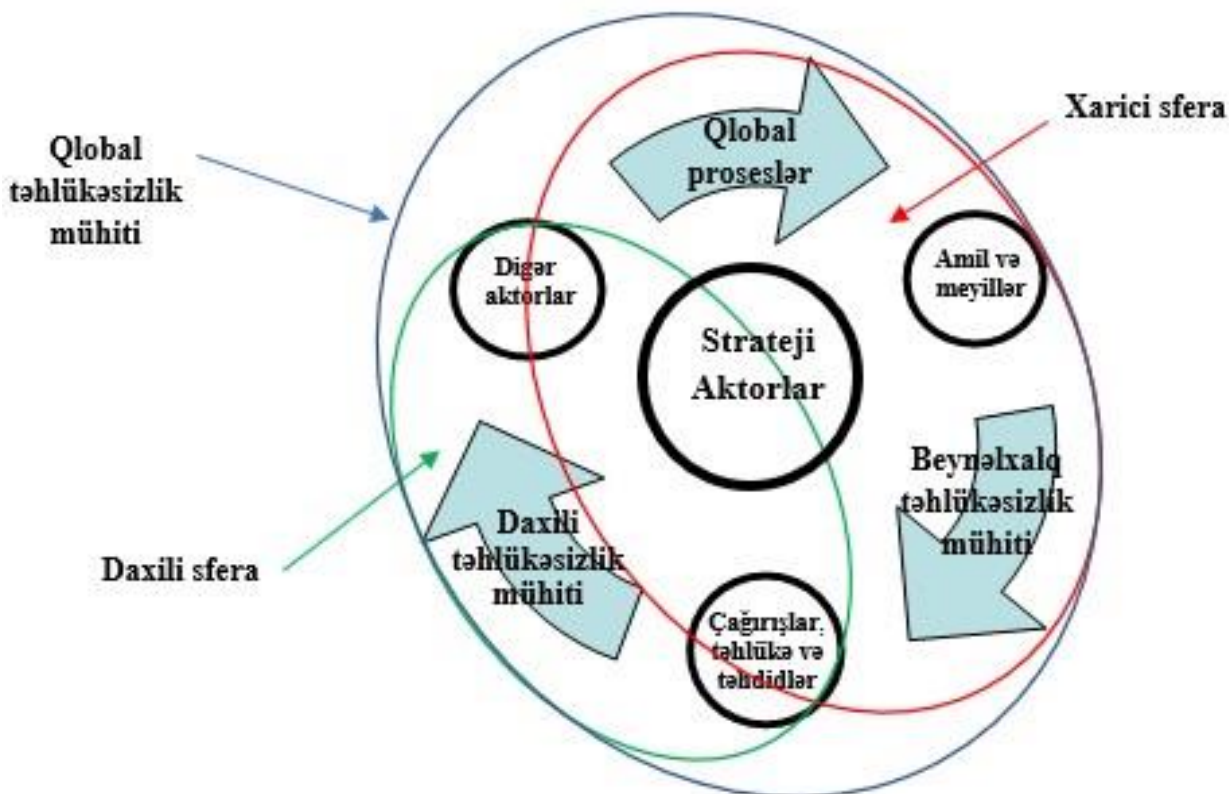 Qlobal
təhlükəsizlik
mühiti
Qlobal
proseslər
Xarici sfera
Digər
aktorlar
Amil və
meyillər
Strateji
Aktorlar
Beynəlxalq
təhlükəsizlik
mühiti
Daxili
təhlükəsizlik
mühiti
Daxili sfera
Çağırışlar,
təhlükə və
təhdidlər